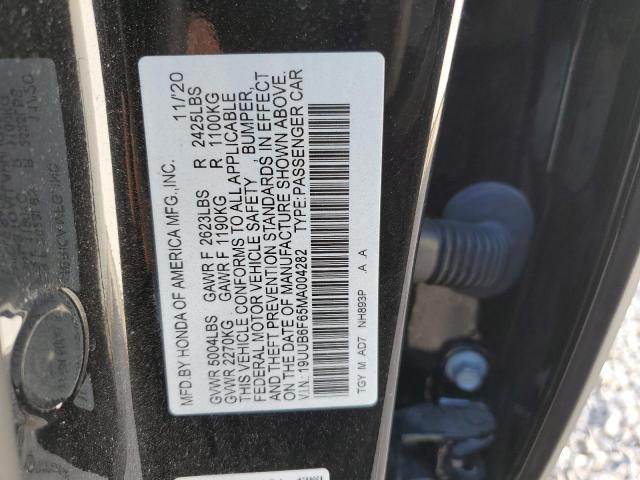 MFD.BY HONDA OF AMERICA MFG.,INC. 11/'20
GVWR 5004LBS GAWR F 2623LBS R 2425LBS
GVWR 2270KG GAWR F 1190KG R 1100KG
THIS VEHICLE CONFORMS TO ALL APPLICABLE
FEDERAL MOTOR VEHICLE SAFETY , BUMPER,
AND THEFT PREVENTION STANDARDS IN EFFECT
ON THE DATE OF MANUFACTURE SHOWN ABOVE.
V.I.N.: 19UUB6F65MA004282 TYPE:PASSENGER CAR
TGY M AD7 NH893P A A